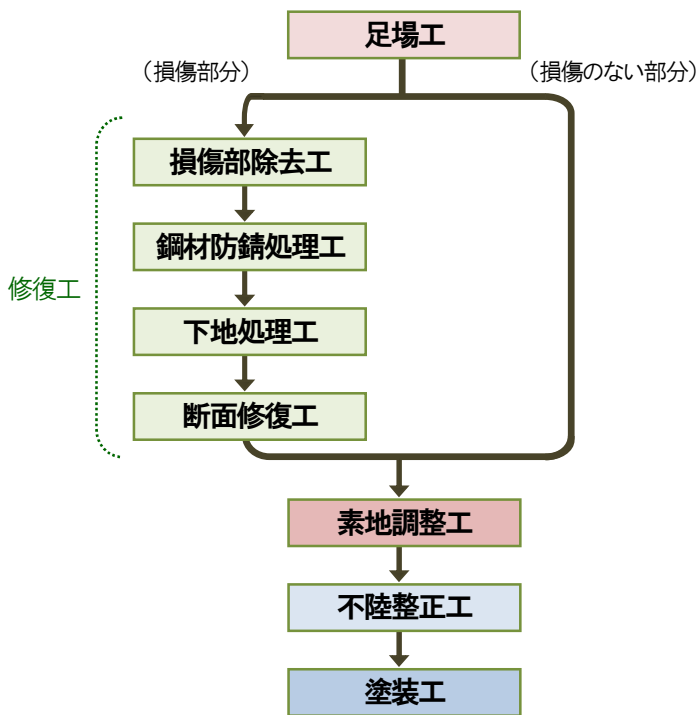 足場工
（損傷部分）
（損傷のない部分）
損傷部除去工
鋼材防錆処理工
修復工
下地処理工
断面修復工
素地調整工
不陸整正工
塗装工